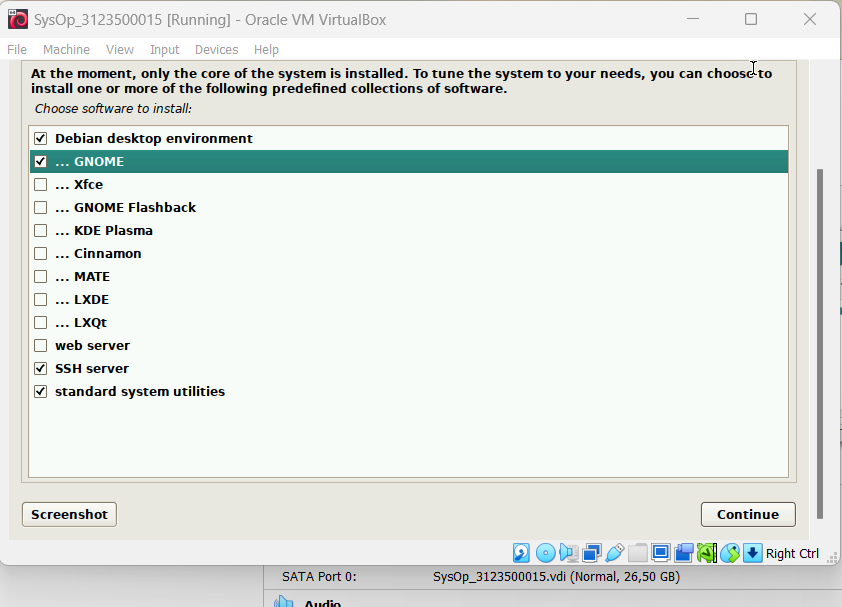 SysOp_3123500015 [Running] - Oracle VM VirtualBox
File Machine View Input Devices Help
At the moment, only the core of the system is installed. To tune the system to your needs, you can choose to
install one or more of the following predefined collections of software.
Choose software to install:
Debian desktop environment
... GNOME
... Xfce
... GNOME Flashback
... KDE Plasma
... Cinnamon
... MATE
... LXDE
... LXQt
web server
SSH server
standard system utilities
Screenshot
Continue
Right Ctrl
SATA Port 0: SysOp_3123500015.vdi (Normal, 26,50 GB)
Audio